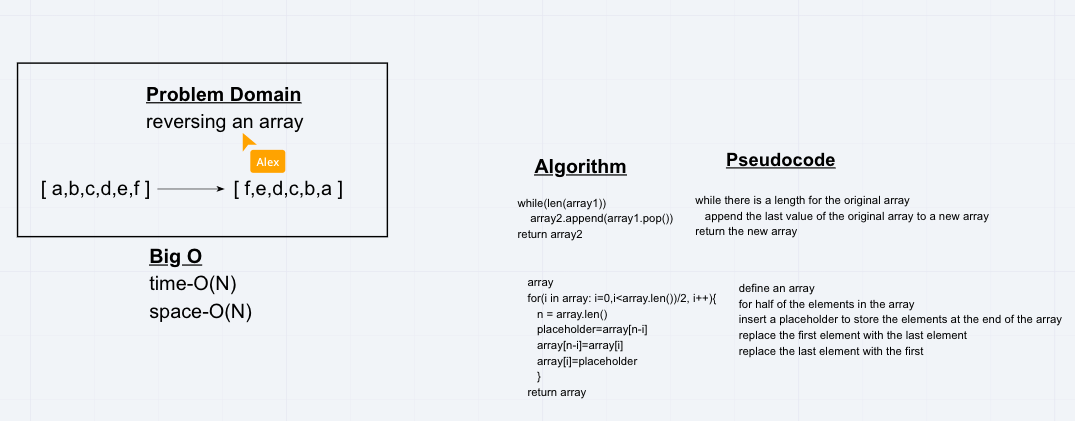 Problem Domain
reversing an array
Alex
[ a,b,c,d,e,f ]
[ f,e,d,c,b,a ]
Big O
time-O(N)
space-O(N)
Algorithm
while(len(array1))
array2.append(array1.pop())
return array2
array
for(i in array: i=0,i<array.len())/2, i++){
n = array.len()
placeholder=array[n-i]
array[n-i]=array[i]
array[i]=placeholder
}
return array
Pseudocode
while there is a length for the original array
append the last value of the original array to a new array
return the new array
define an array
for half of the elements in the array
insert a placeholder to store the elements at the end of the array
replace the first element with the last element
replace the last element with the first